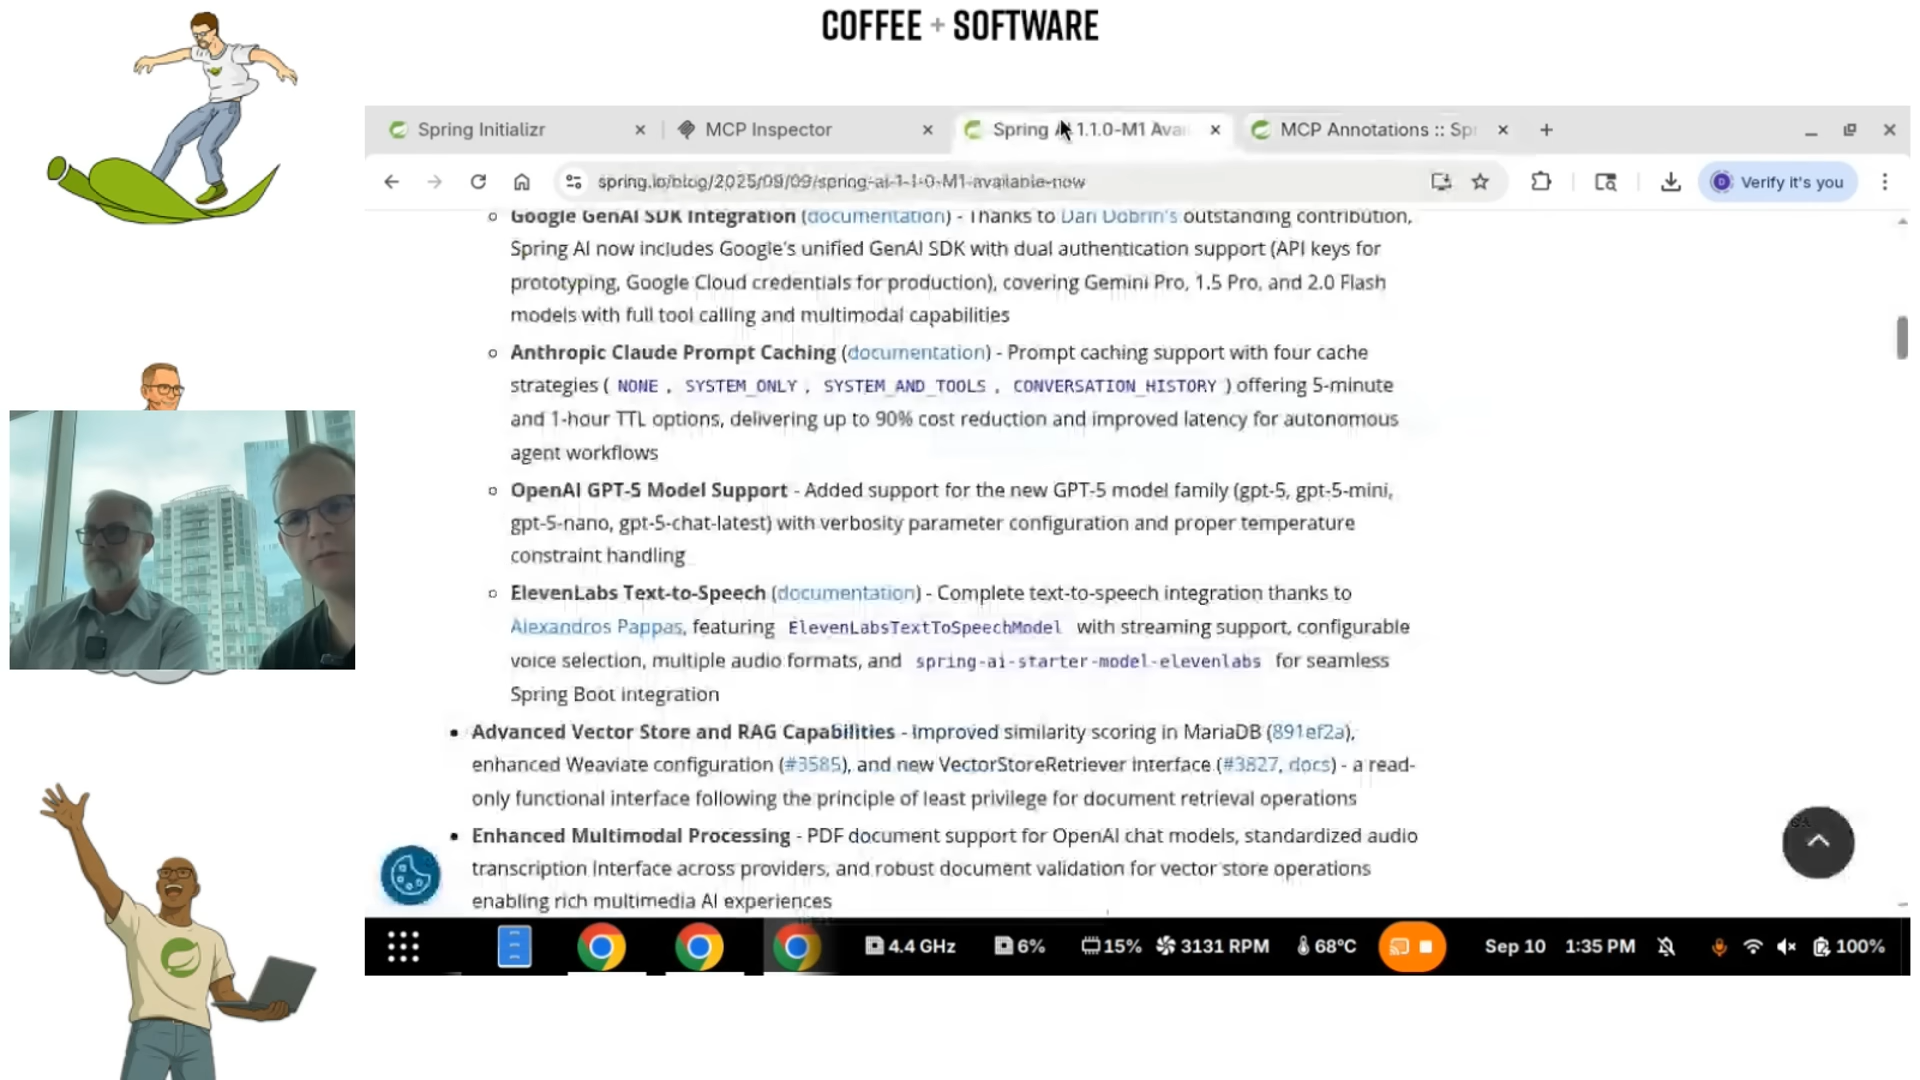 COFFEE + SOFTWARE
Spring Initializr
MCP Inspector
Spring 1.1.0-M1 Avai
MCP Annotations :: Spr
spring.io/blog/2025/09/09/spring-ai-1-1-0-M1-available-now
Verify it's you
Google GenAI SDK Integration (documentation) - Thanks to Dan Dobrin's outstanding contribution,
Spring AI now includes Google's unified GenAI SDK with dual authentication support (API keys for
prototyping, Google Cloud credentials for production), covering Gemini Pro, 1.5 Pro, and 2.0 Flash
models with full tool calling and multimodal capabilities
Anthropic Claude Prompt Caching (documentation) - Prompt caching support with four cache
strategies ( NONE , SYSTEM_ONLY , SYSTEM_AND_TOOLS , CONVERSATION_HISTORY ) offering 5-minute
and 1-hour TTL options, delivering up to 90% cost reduction and improved latency for autonomous
agent workflows
OpenAI GPT-5 Model Support - Added support for the new GPT-5 model family (gpt-5, gpt-5-mini,
gpt-5-nano, gpt-5-chat-latest) with verbosity parameter configuration and proper temperature
constraint handling
ElevenLabs Text-to-Speech (documentation) - Complete text-to-speech integration thanks to
Alexandros Pappas, featuring ElevenLabsTextToSpeechModel with streaming support, configurable
voice selection, multiple audio formats, and spring-ai-starter-model-elevenlabs for seamless
Spring Boot integration
Advanced Vector Store and RAG Capabilities - Improved similarity scoring in MariaDB (891ef2a),
enhanced Weaviate configuration (#3585), and new VectorStoreRetriever interface (#3827, docs) - a read-
only functional interface following the principle of least privilege for document retrieval operations
Enhanced Multimodal Processing - PDF document support for OpenAI chat models, standardized audio
transcription interface across providers, and robust document validation for vector store operations
enabling rich multimedia AI experiences
4.4 GHz 6% 15% 3131 RPM 68°C Sep 10 1:35 PM 100%